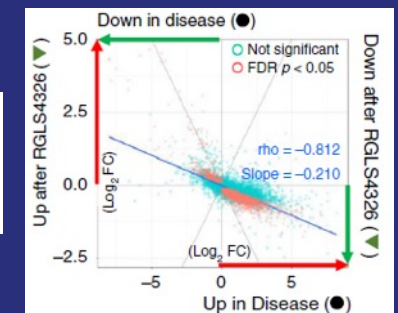 Down in disease (●)
5.0
Not significant
FDR p < 0.05
Up after RGLS4326 (▼)
(Log₂ FC)
2.5
0.0
−2.5
rho = −0.812
Slope = −0.210
Down after RGLS4326 (▼)
(Log₂ FC)
−5 0 5
Up in Disease (●)